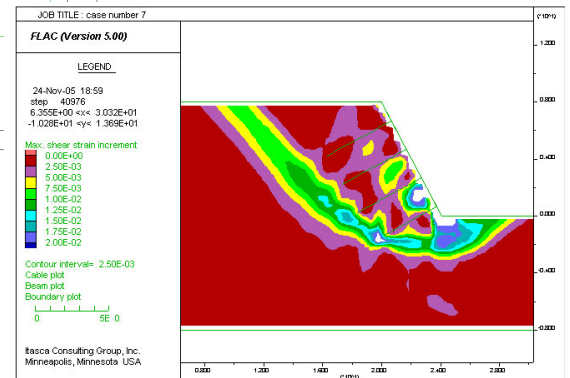 JOB TITLE : case number 7
(*10^1)
FLAC (Version 5.00)
LEGEND
24-Nov-05 18:59
step 40976
6.355E+00 <x< 3.032E+01
-1.028E+01 <y< 1.369E+01
Max. shear strain increment
0.00E+00
2.50E-03
5.00E-03
7.50E-03
1.00E-02
1.25E-02
1.50E-02
1.75E-02
2.00E-02
Contour interval= 2.50E-03
Cable plot
Beam plot
Boundary plot
0 5E 0
Itasca Consulting Group, Inc.
Minneapolis, Minnesota USA
1.200
0.800
0.400
0.000
-0.400
-0.800
0.800 1.200 1.600 2.000 2.400 2.800
(*10^1)